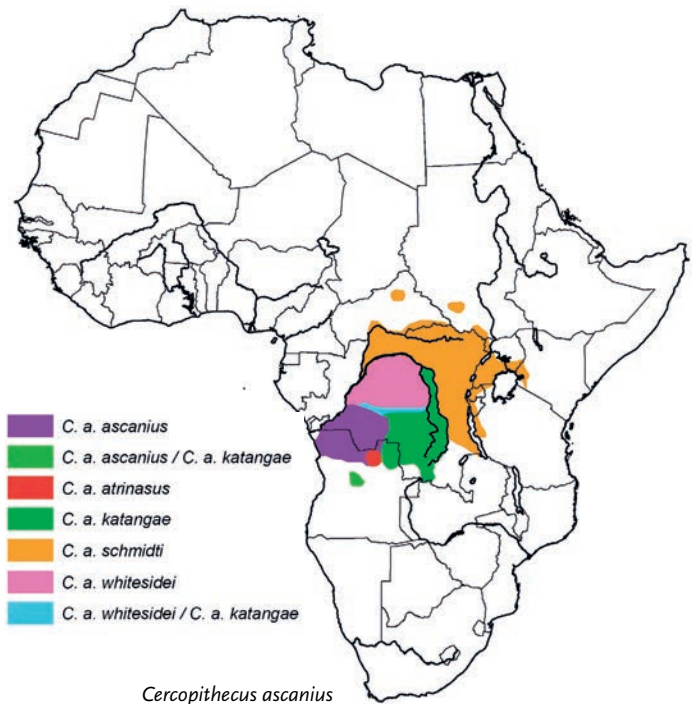 C. a. ascanius
C. a. ascanius / C. a. katangae
C. a. atrinasus
C. a. katangae
C. a. schmidti
C. a. whitesidei
C. a. whitesidei / C. a. katangae
Cercopithecus ascanius